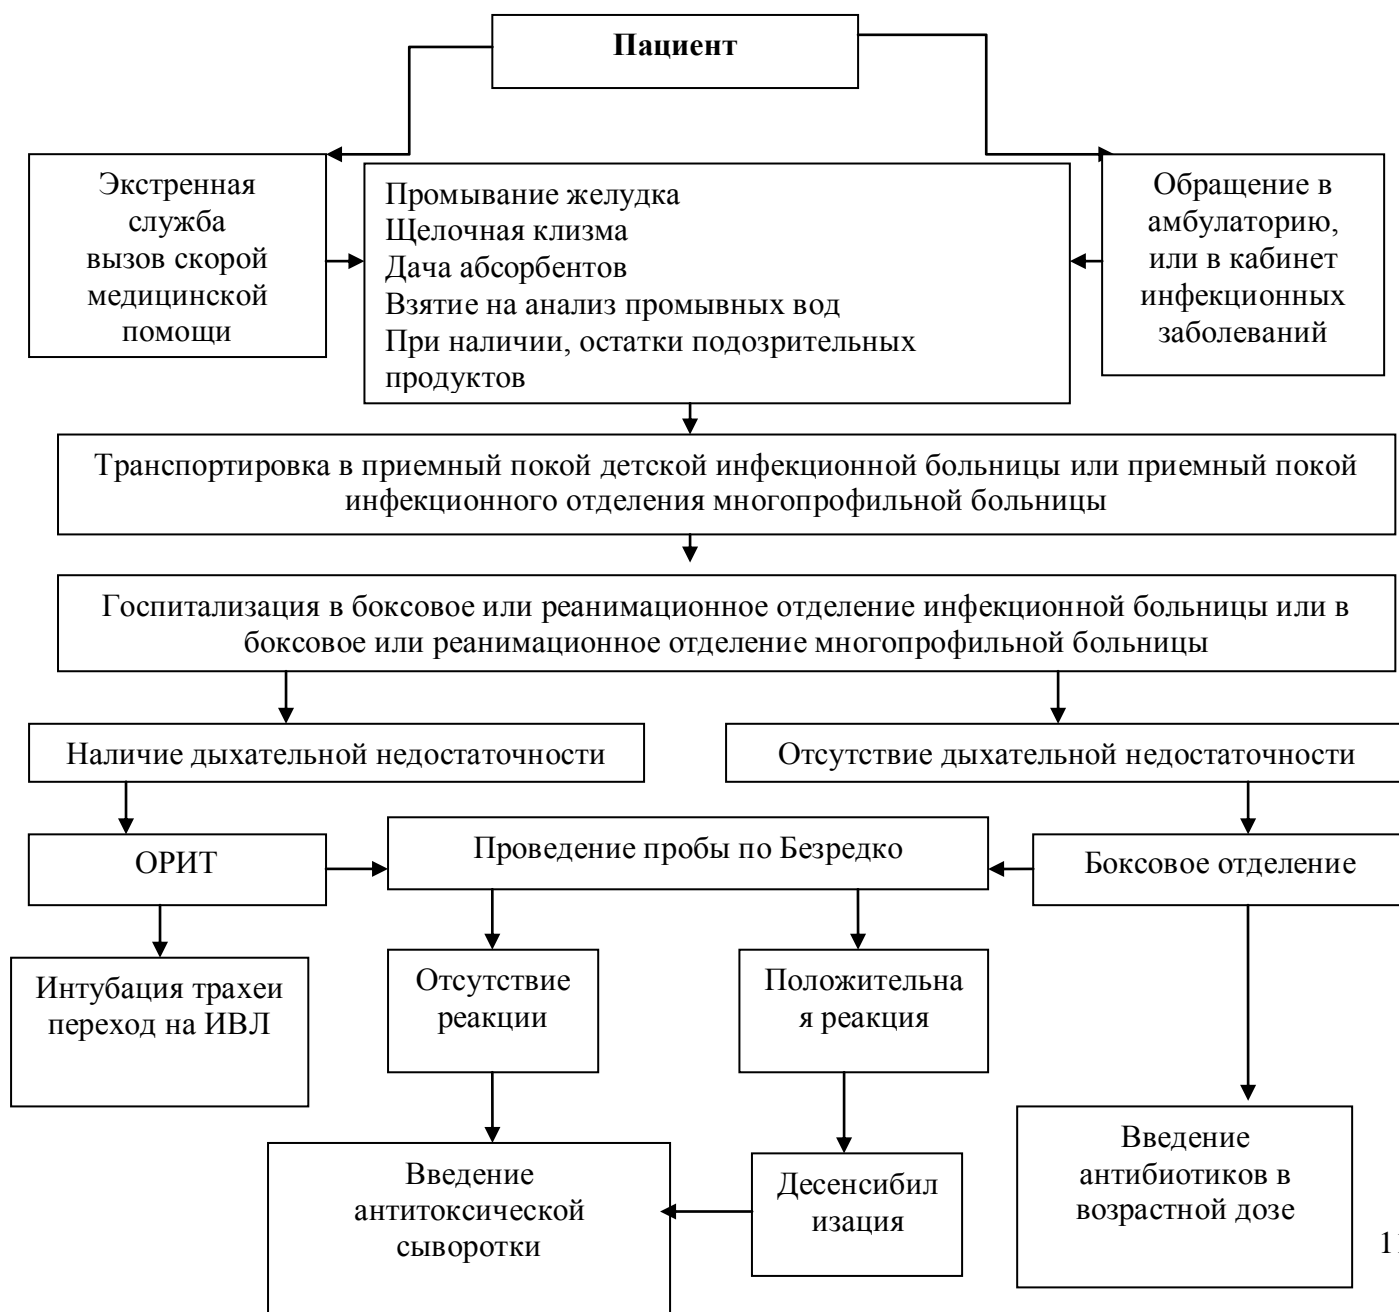 Пациент
Экстренная
служба
вызов скорой
медицинской
помощи
Промывание желудка
Щелочная клизма
Дача абсорбентов
Взятие на анализ промывных вод
При наличии, остатки подозрительных
продуктов
Обращение в
амбулаторию,
или в кабинет
инфекционных
заболеваний
Транспортировка в приемный покой детской инфекционной больницы или приемный покой
инфекционного отделения многопрофильной больницы
Госпитализация в боксовое или реанимационное отделение инфекционной больницы или в
боксовое или реанимационное отделение многопрофильной больницы
Наличие дыхательной недостаточности
Отсутствие дыхательной недостаточности
ОРИТ
Проведение пробы по Безредко
Боксовое отделение
Интубация трахеи
переход на ИВЛ
Отсутствие
реакции
Положительна
я реакция
Введение
антитоксической
сыворотки
Десенсибил
изация
Введение
антибиотиков в
возрастной дозе